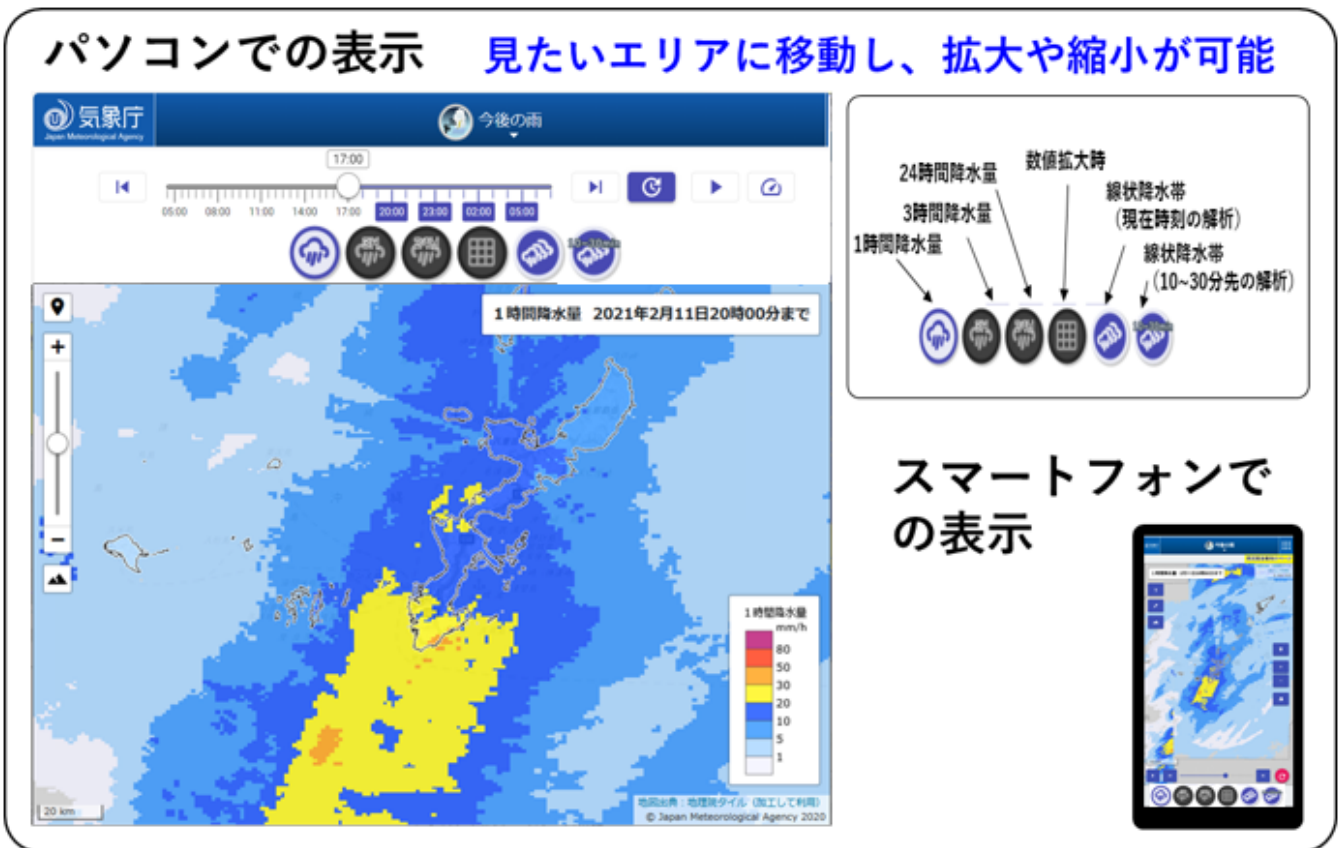 パソコンでの表示
見たいエリアに移動し、拡大や縮小が可能
気象庁
Japan Meteorological Agency
今後の雨
17:00
05:00 08:00 11:00 14:00 17:00 20:00 23:00 02:00 05:00
10~30min
1時間降水量 2021年2月11日20時00分まで
1時間降水量
mm/h
80
50
30
20
10
5
1
20 km
地図出典：地理院タイル（加工して利用）
© Japan Meteorological Agency 2020
24時間降水量
数値拡大時
線状降水帯
（現在時刻の解析）
3時間降水量
1時間降水量
線状降水帯
（10~30分先の解析）
スマートフォンで
の表示
今後の雨